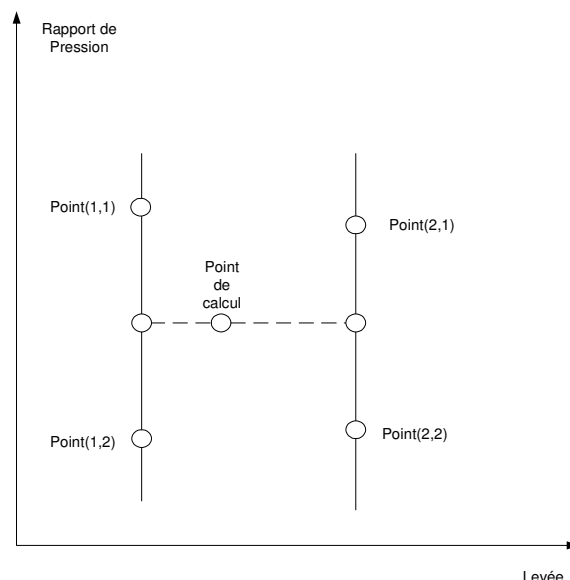 Rapport de
Pression
Point(1,1)
Point(2,1)
Point
de
calcul
Point(1,2)
Point(2,2)
Levée